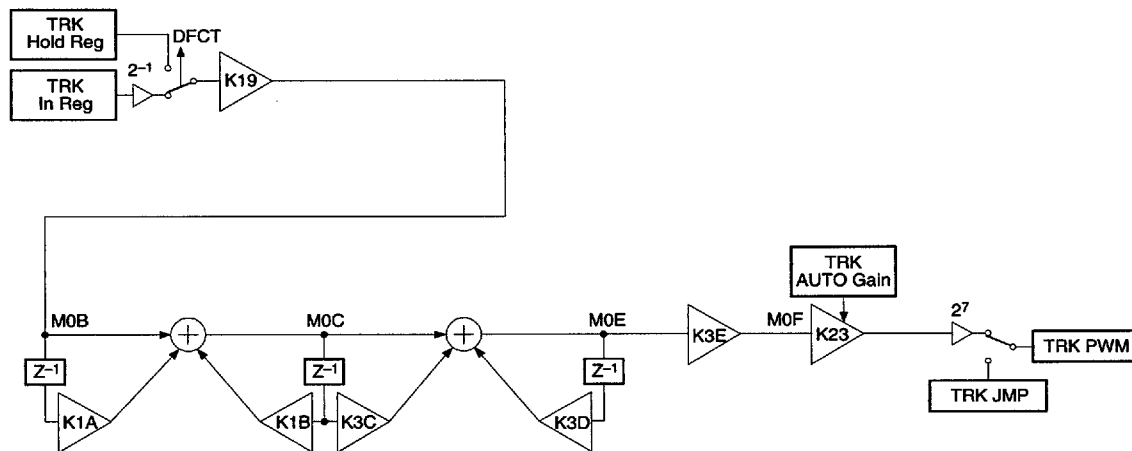 TRK
Hold Reg
DFCT
2⁻¹
K19
TRK
In Reg
TRK
AUTO Gain
M0B
M0C
M0E
K3E
M0F
K23
2⁷
TRK PWM
Z⁻¹
Z⁻¹
Z⁻¹
TRK JMP
K1A
K1B
K3C
K3D